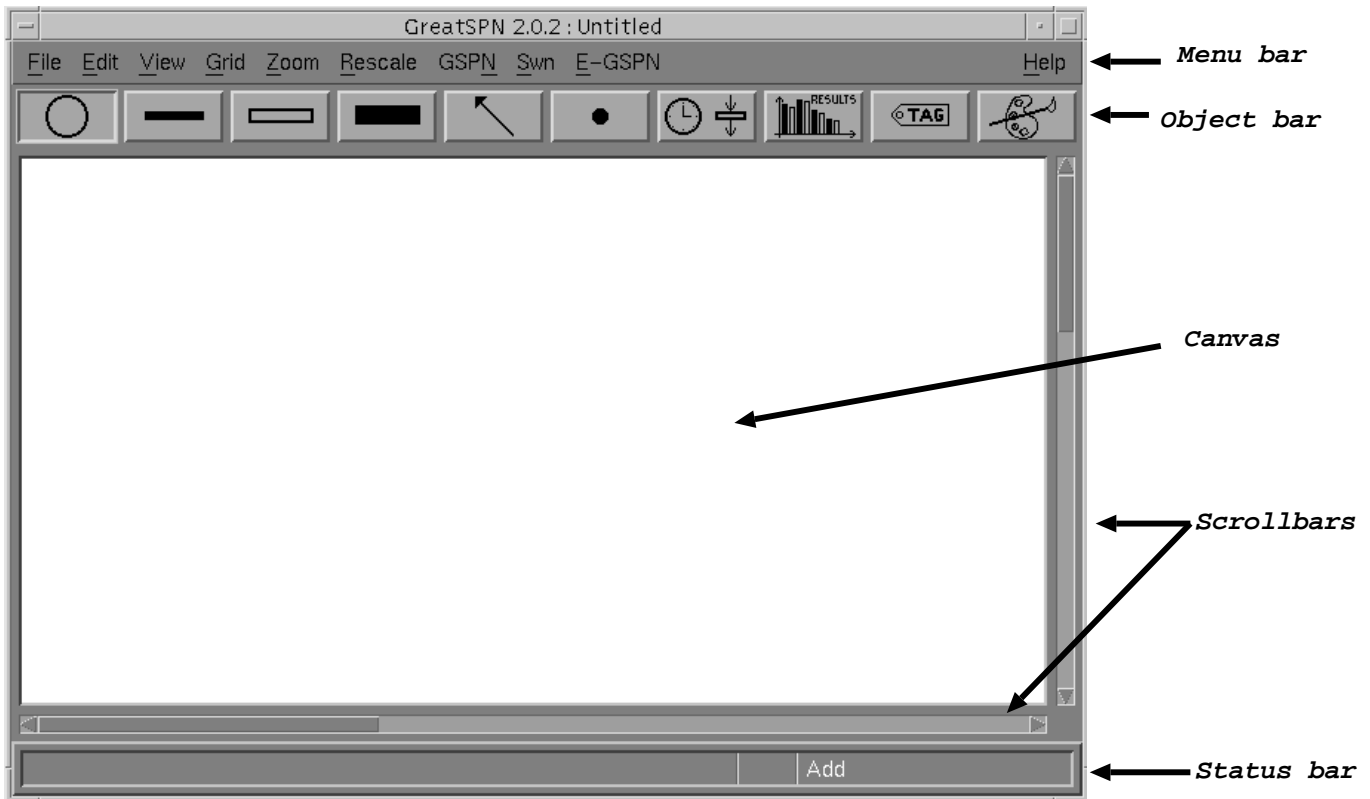 GreatSPN 2.0.2 : Untitled
File Edit View Grid Zoom Rescale GSPN Swn E-GSPN Help
Menu bar
RESULTS
TAG
Object bar
Canvas
Scrollbars
Add
Status bar